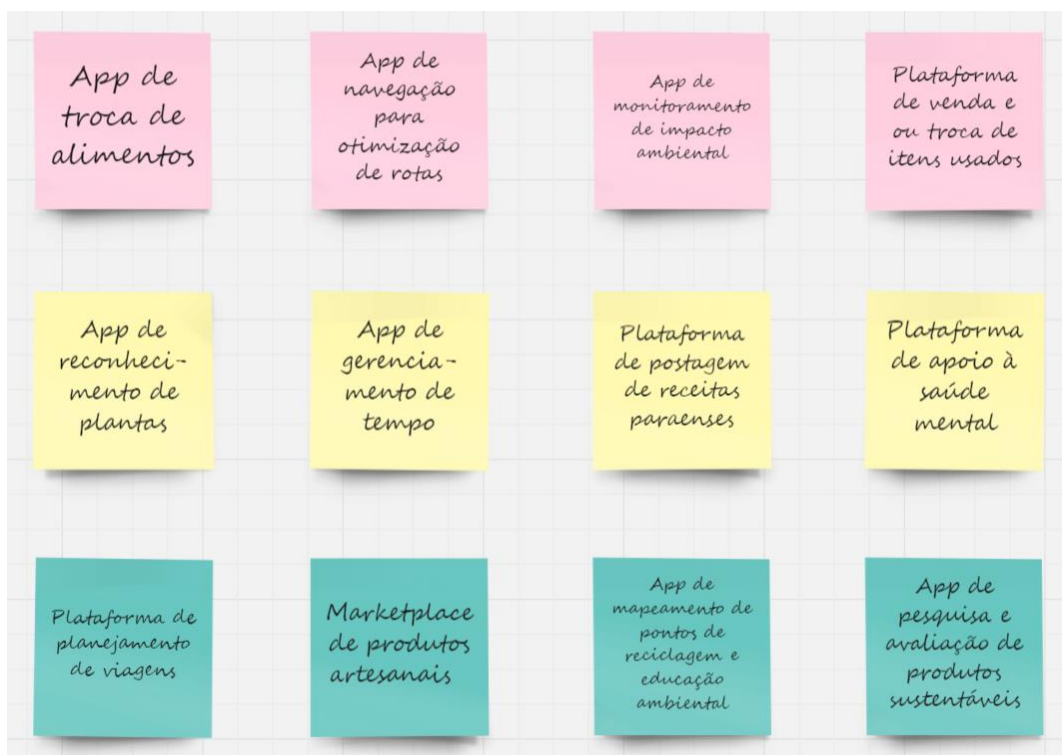 App de
troca de
alimentos
App de
navegação
para
otimização
de rotas
App de
monitoramento
de impacto
ambiental
Plataforma
de venda e
ou troca de
itens usados
App de
reconheci-
mento de
plantas
App de
gerencia-
mento de
tempo
Plataforma
de postagem
de receitas
paraenses
Plataforma
de apoio à
saúde
mental
Plataforma de
planejamento
de viagens
Marketplace
de produtos
artesanais
App de
mapeamento de
pontos de
reciclagem e
educação
ambiental
App de
pesquisa e
avaliação de
produtos
sustentáveis